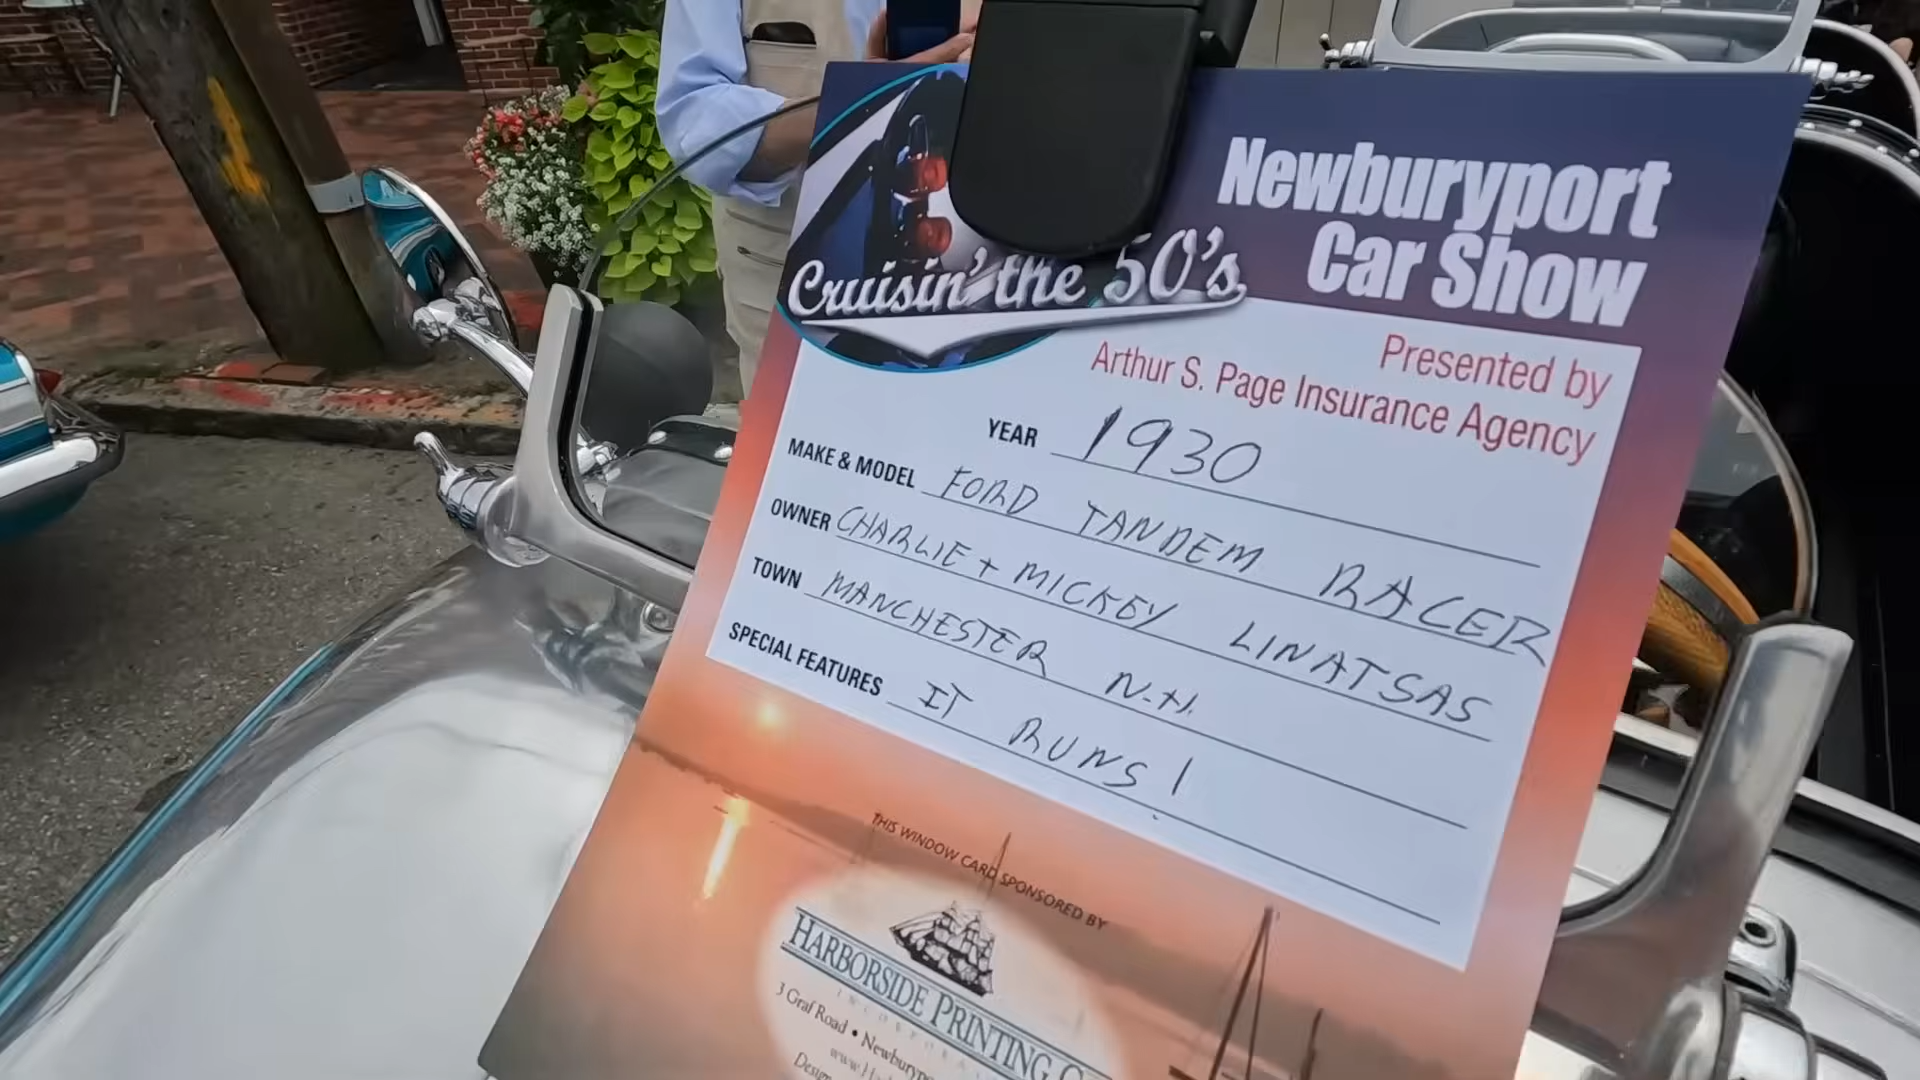 Cruisin' the 50's
Newburyport
Car Show
Presented by
Arthur S. Page Insurance Agency
YEAR 1930
MAKE & MODEL FORD TANDEM RACER
OWNER CHARLIE + MICKEY LINATSAS
TOWN MANCHESTER N.H.
SPECIAL FEATURES IT RUNS!
THIS WINDOW CARD SPONSORED BY
HARBORSIDE PRINTING
3 Graf Road •